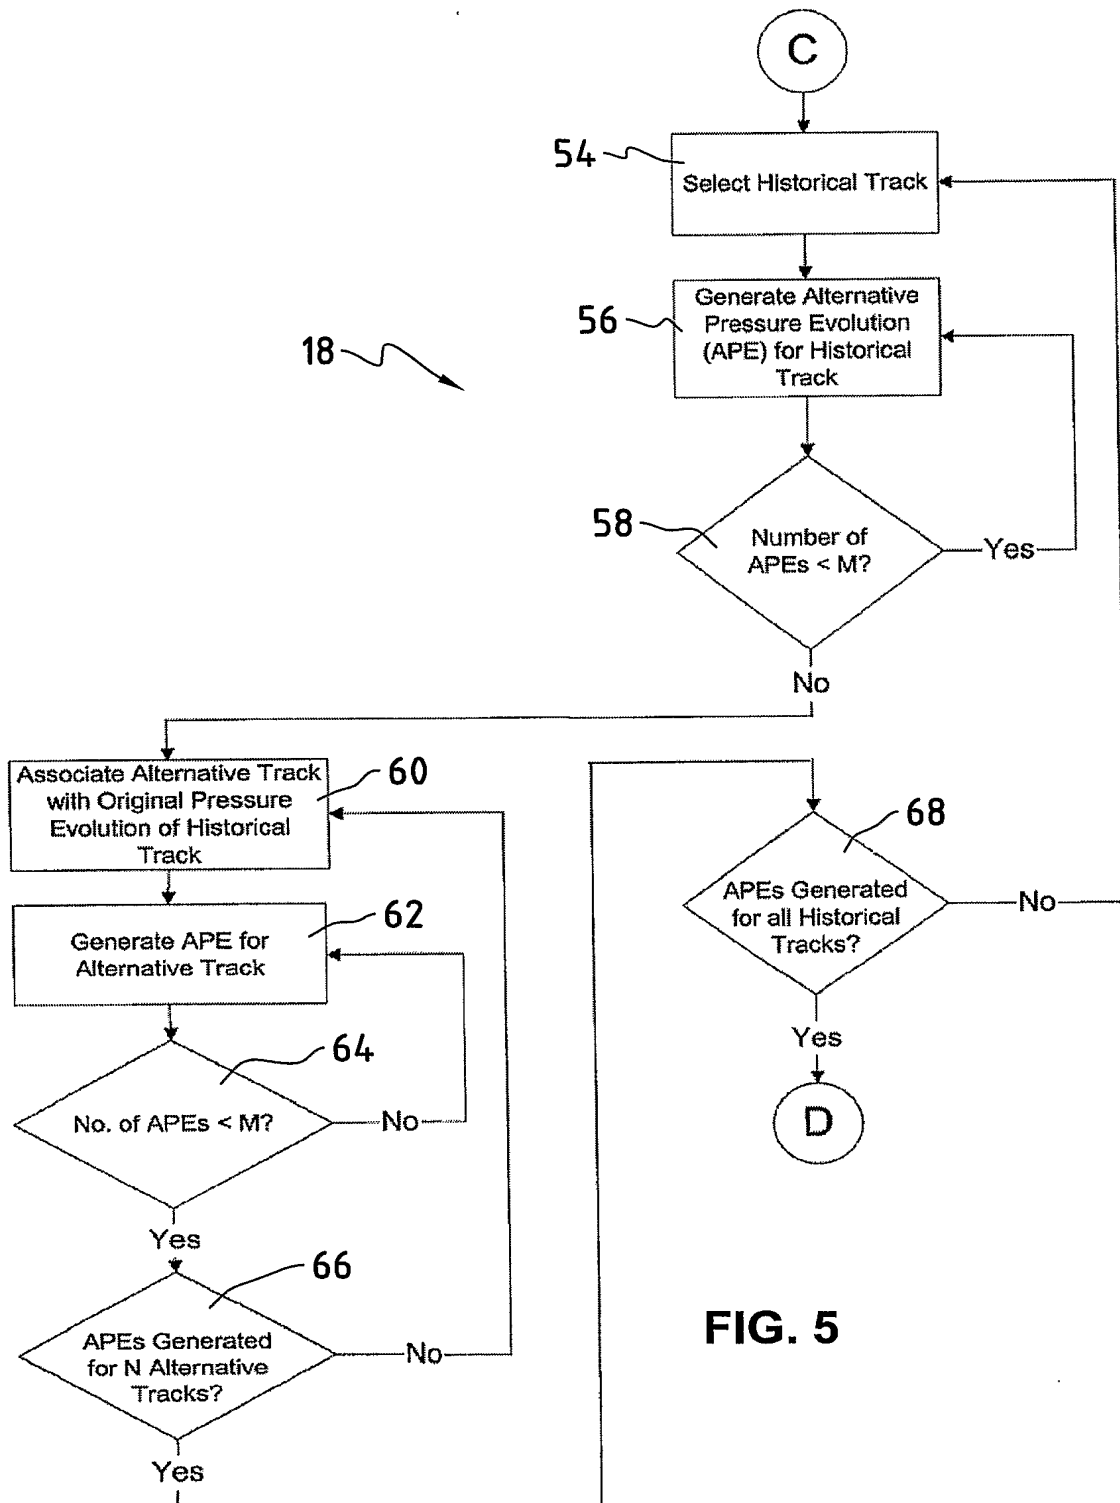 C
54
Select Historical Track
56
Generate Alternative
Pressure Evolution
(APE) for Historical
Track
18
58
Number of
APEs < M?
Yes
No
Associate Alternative Track
with Original Pressure
Evolution of Historical
Track
60
Generate APE for
Alternative Track
62
64
No. of APEs < M?
No
Yes
66
APEs Generated
for N Alternative
Tracks?
No
Yes
68
APEs Generated
for all Historical
Tracks?
No
Yes
D
FIG. 5